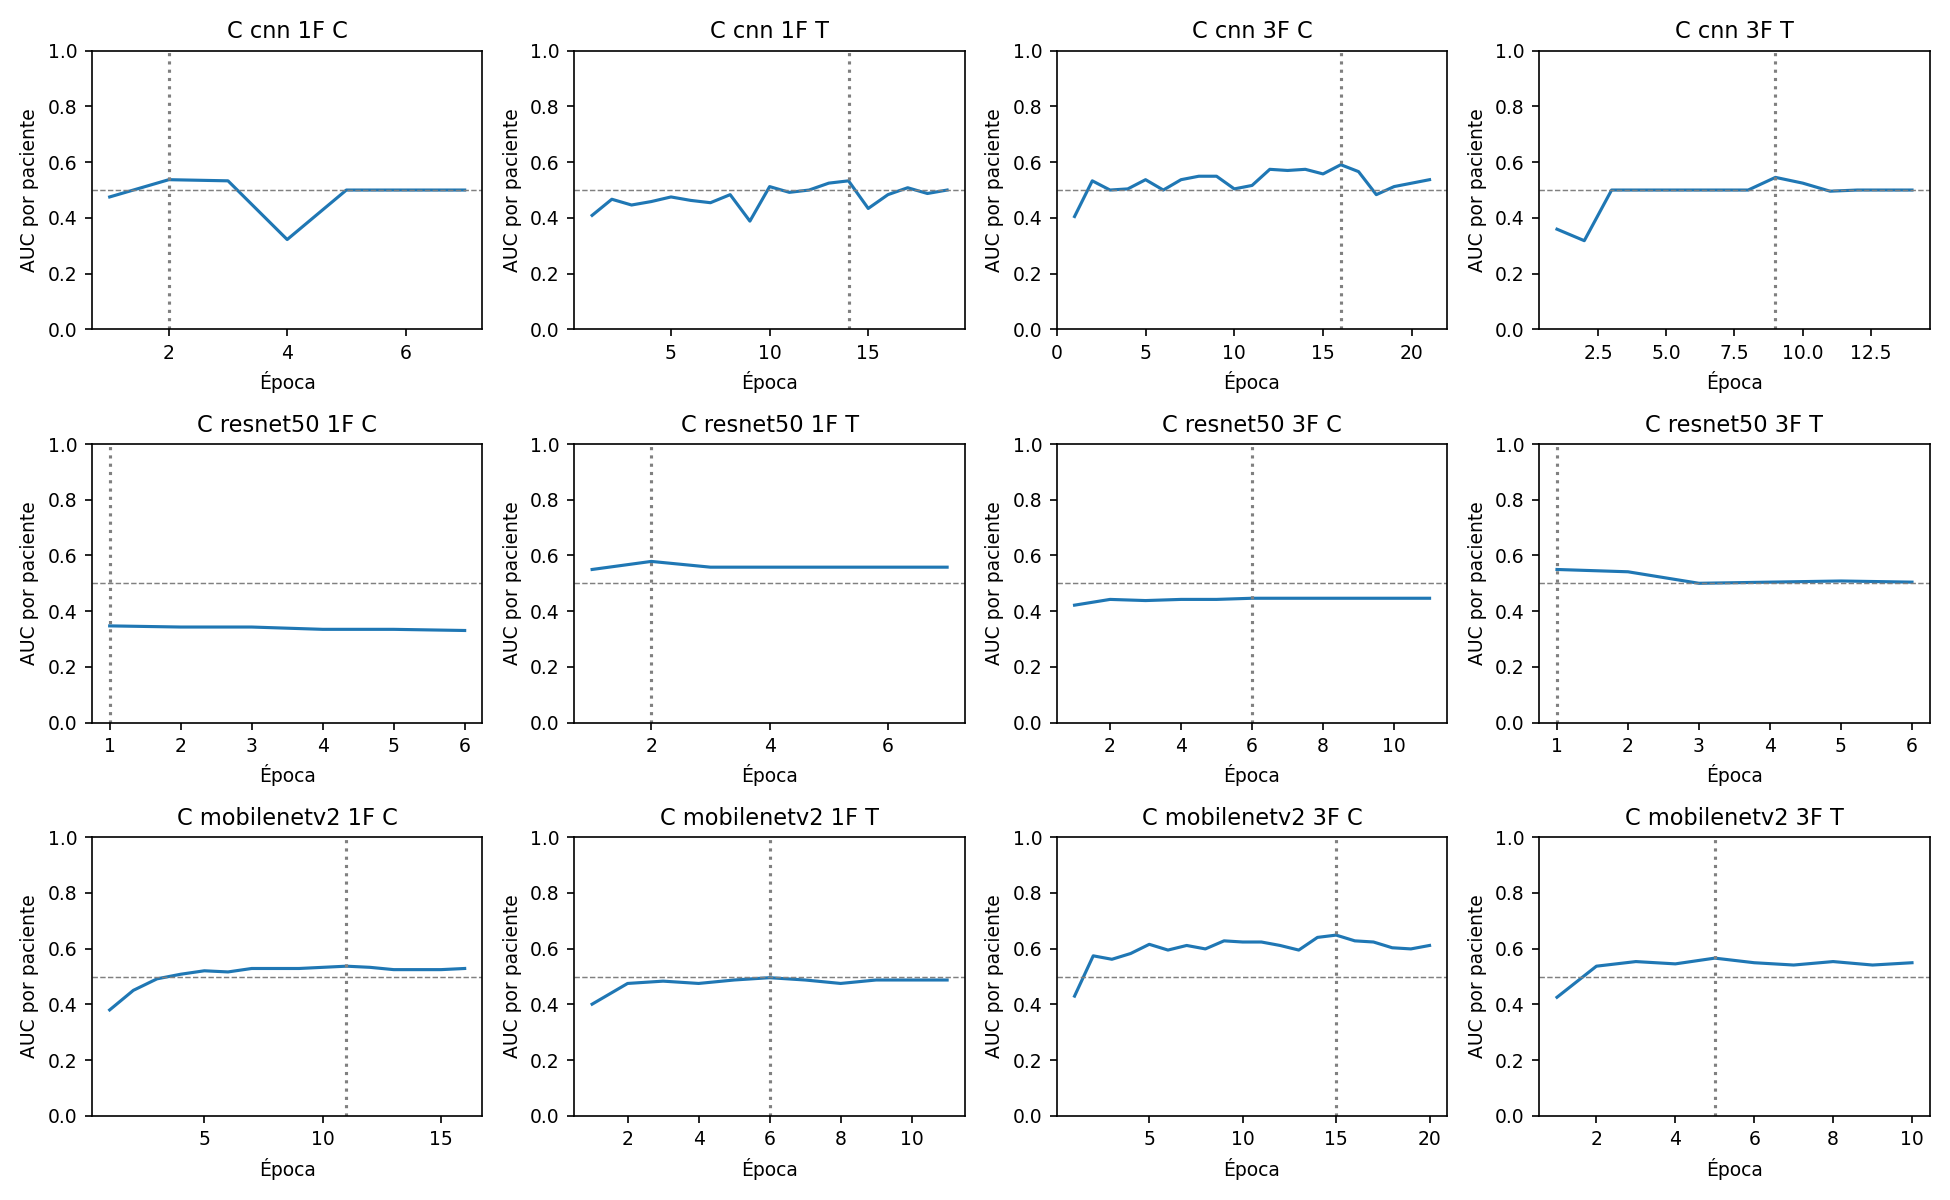 C cnn 1F C
C cnn 1F T
C cnn 3F C
C cnn 3F T
1.0 0.8 0.6 0.4 0.2 0.0
AUC por paciente
2 4 6
Época
1.0 0.8 0.6 0.4 0.2 0.0
AUC por paciente
5 10 15
Época
1.0 0.8 0.6 0.4 0.2 0.0
AUC por paciente
0 5 10 15 20
Época
1.0 0.8 0.6 0.4 0.2 0.0
AUC por paciente
2.5 5.0 7.5 10.0 12.5
Época
C resnet50 1F C
C resnet50 1F T
C resnet50 3F C
C resnet50 3F T
1.0 0.8 0.6 0.4 0.2 0.0
AUC por paciente
1 2 3 4 5 6
Época
1.0 0.8 0.6 0.4 0.2 0.0
AUC por paciente
2 4 6
Época
1.0 0.8 0.6 0.4 0.2 0.0
AUC por paciente
2 4 6 8 10
Época
1.0 0.8 0.6 0.4 0.2 0.0
AUC por paciente
1 2 3 4 5 6
Época
C mobilenetv2 1F C
C mobilenetv2 1F T
C mobilenetv2 3F C
C mobilenetv2 3F T
1.0 0.8 0.6 0.4 0.2 0.0
AUC por paciente
5 10 15
Época
1.0 0.8 0.6 0.4 0.2 0.0
AUC por paciente
2 4 6 8 10
Época
1.0 0.8 0.6 0.4 0.2 0.0
AUC por paciente
5 10 15 20
Época
1.0 0.8 0.6 0.4 0.2 0.0
AUC por paciente
2 4 6 8 10
Época